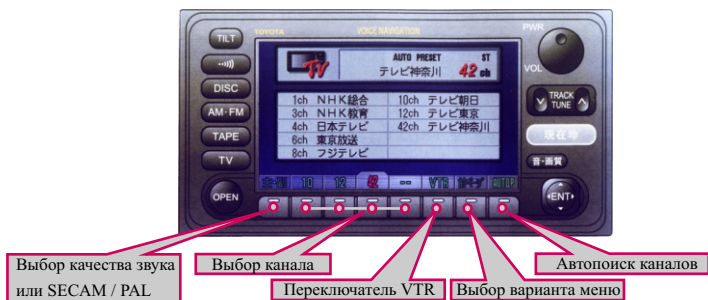 TOYOTA VOICE NAVIGATION PWR
TILT
DISC
AM·FM
TAPE
TV
OPEN
TV
AUTO PRESET ST
テレビ神奈川 42 ch
1ch NHK総合 10ch テレビ朝日
3ch NHK教育 12ch テレビ東京
4ch 日本テレビ 42ch テレビ神奈川
6ch 東京放送
8ch フジテレビ
10 12 42 -- VTR AUTO.P
VOL
TRACK
TUNE
現在地
音·画質
ENT
Выбор качества звука
или SECAM / PAL
Выбор канала
Переключатель VTR
Выбор варианта меню
Автопоиск каналов